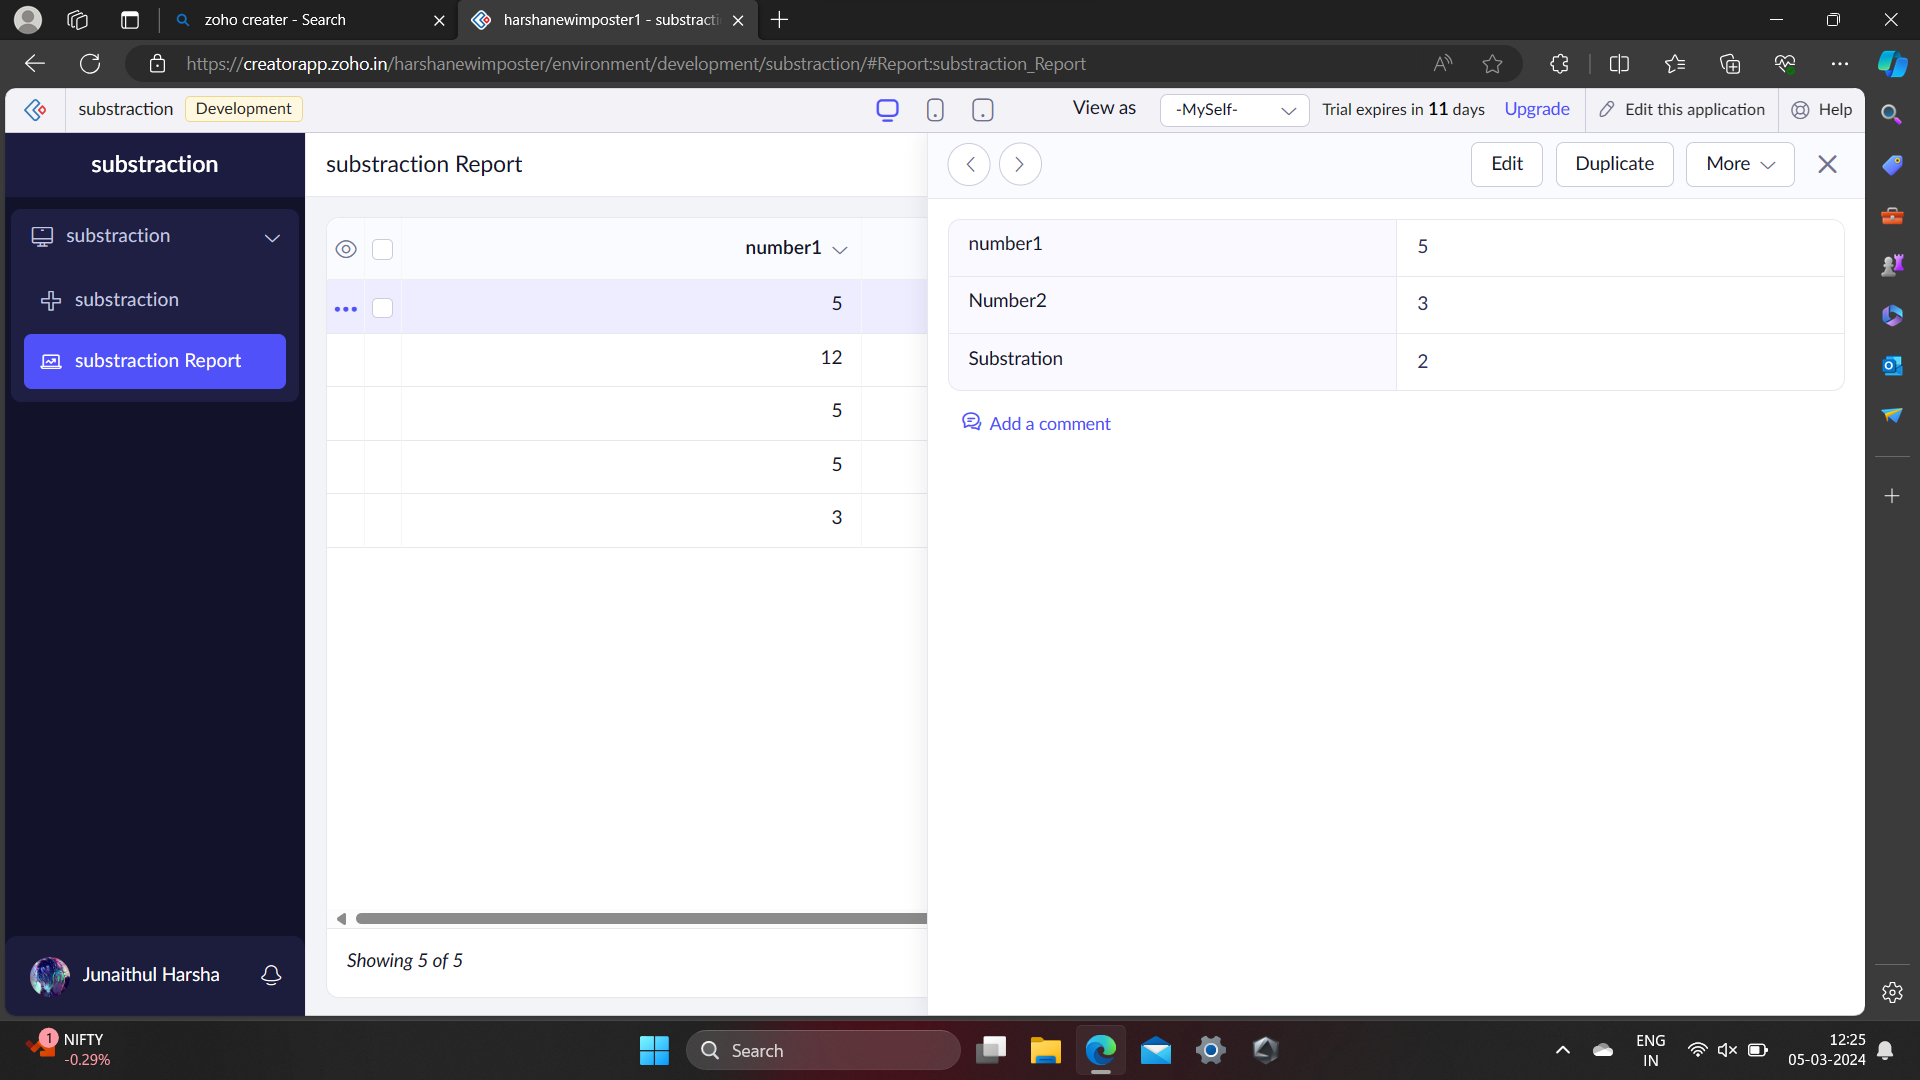 zoho creater - Search
harshanewimposter1 - substracti
https://creatorapp.zoho.in/harshanewimposter/environment/development/substraction/#Report:substraction_Report
substraction Development View as -MySelf- Trial expires in 11 days Upgrade Edit this application Help
substraction
substraction Report
Edit Duplicate More
substraction
substraction
substraction Report
number1
5
12
5
5
3
number1 5
Number2 3
Substration 2
Add a comment
Showing 5 of 5
Junaithul Harsha
1 NIFTY
-0.29%
Search
ENG
IN
12:25
05-03-2024